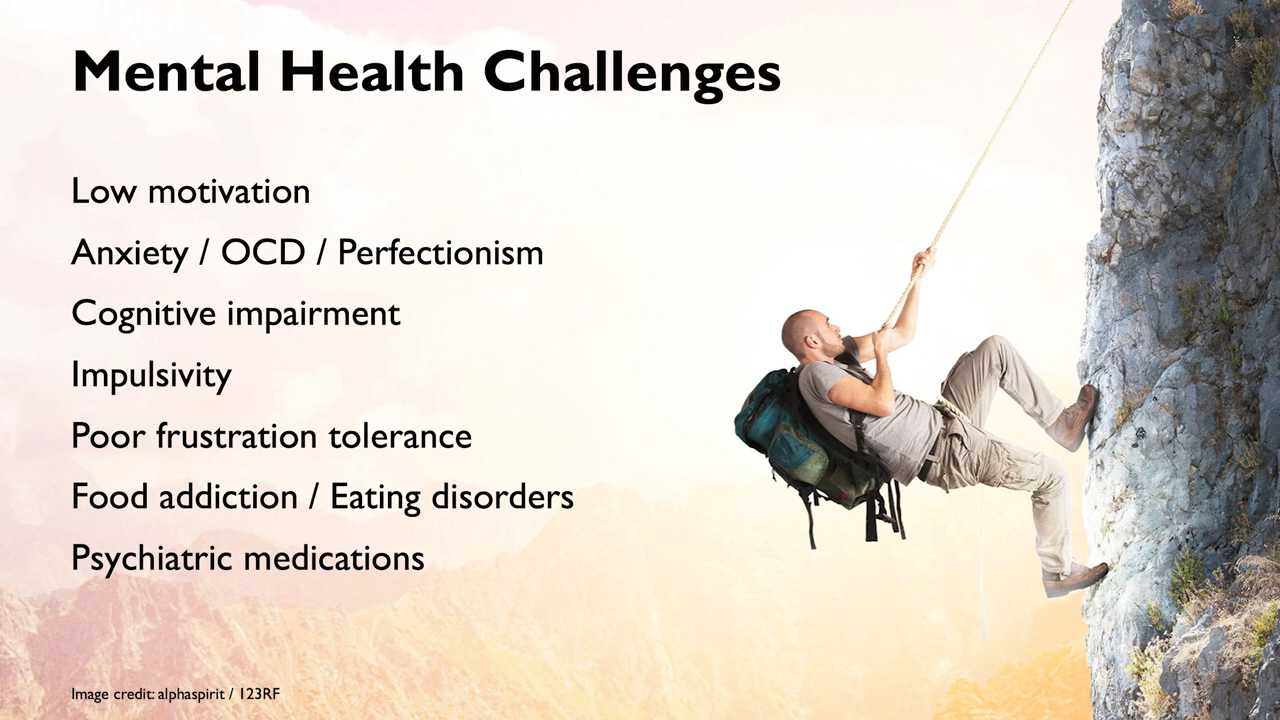 Mental Health Challenges
Low motivation
Anxiety / OCD / Perfectionism
Cognitive impairment
Impulsivity
Poor frustration tolerance
Food addiction / Eating disorders
Psychiatric medications
Image credit: alphaspirit / 123RF